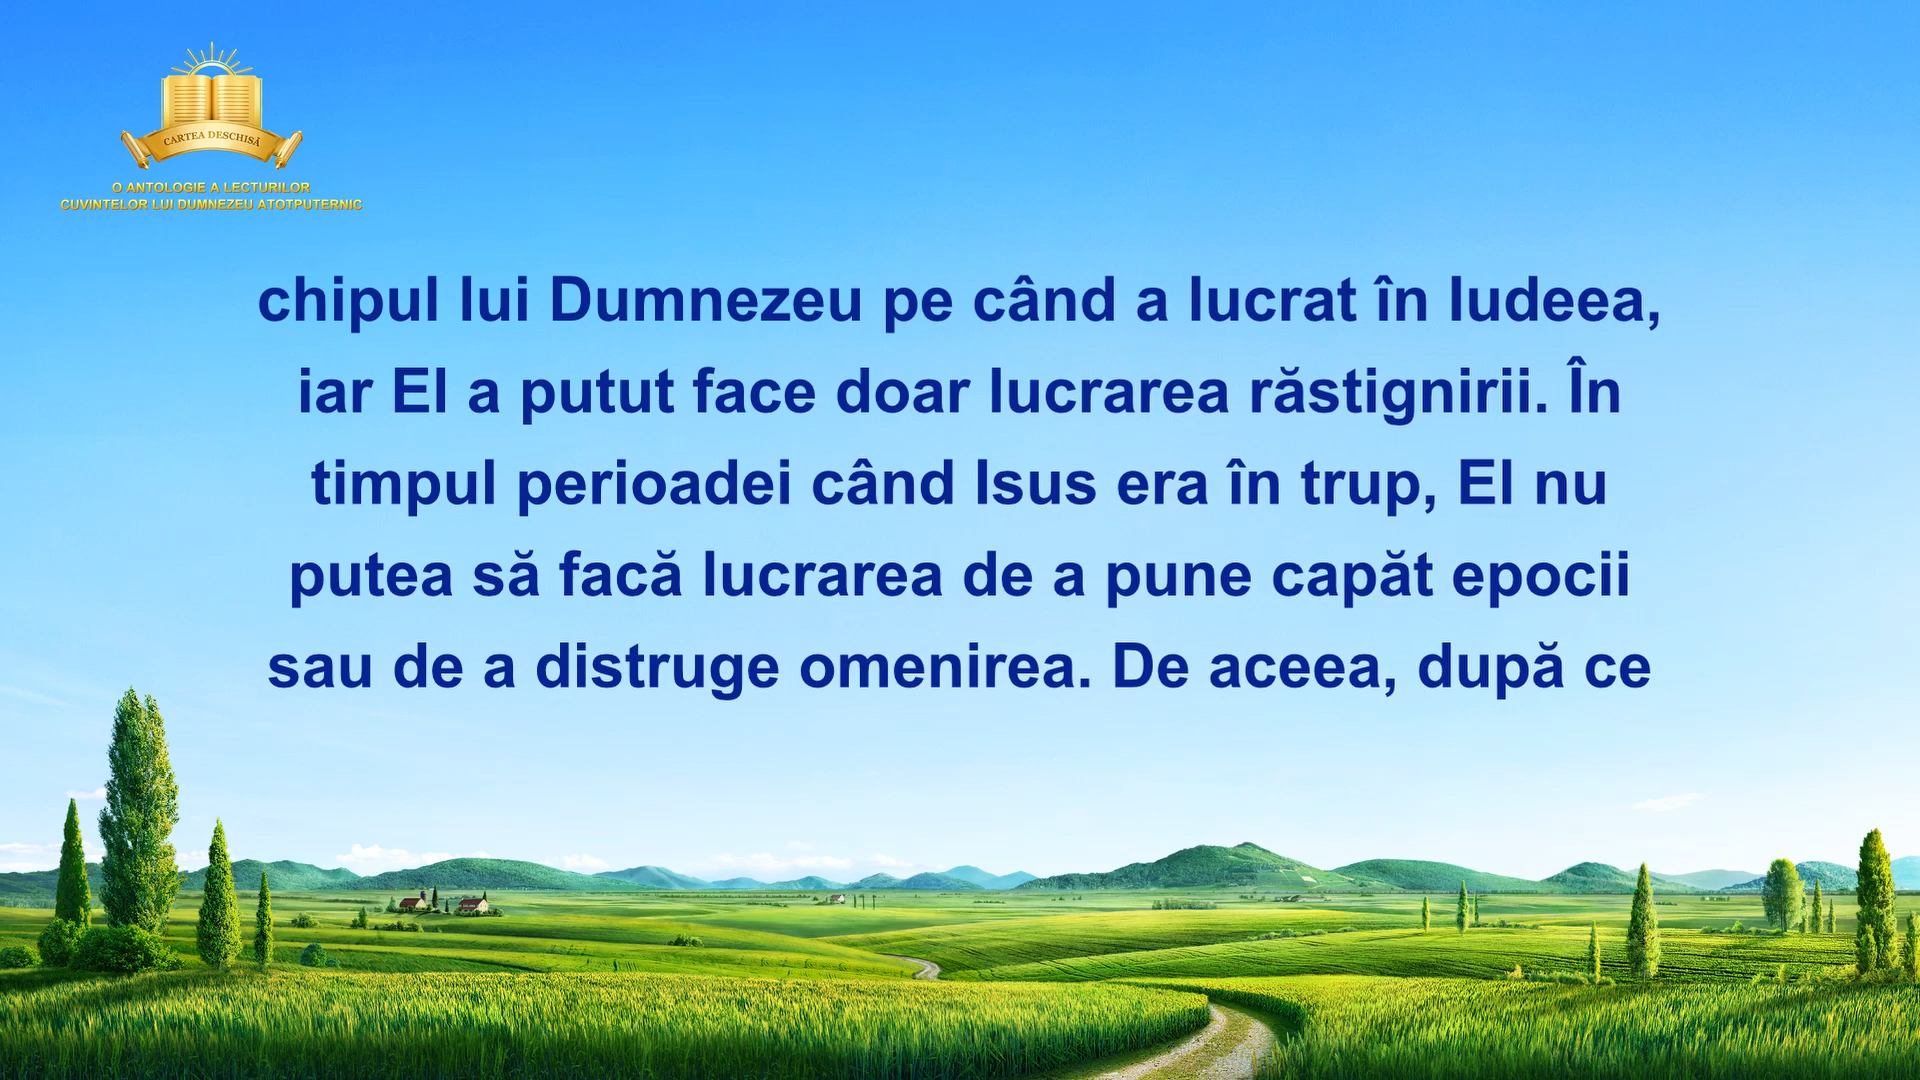 CARTEA DESCHISĂ
O ANTOLOGIE A LECTURILOR
CUVINTELOR LUI DUMNEZEU ATOTPUTERNIC
chipul lui Dumnezeu pe când a lucrat în Iudeea,
iar El a putut face doar lucrarea răstignirii. În
timpul perioadei când Isus era în trup, El nu
putea să facă lucrarea de a pune capăt epocii
sau de a distruge omenirea. De aceea, după ce